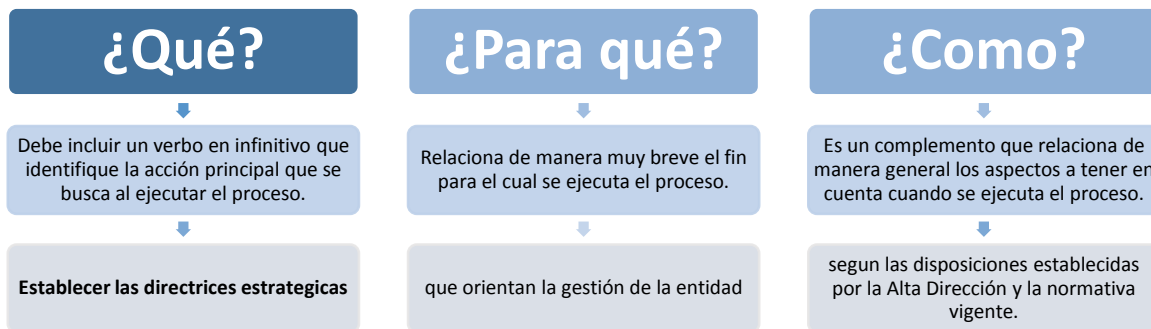 ¿Qué?
Debe incluir un verbo en infinitivo que
identifique la acción principal que se
busca al ejecutar el proceso.
Establecer las directrices estrategicas
¿Para qué?
Relaciona de manera muy breve el fin
para el cual se ejecuta el proceso.
que orientan la gestión de la entidad
¿Como?
Es un complemento que relaciona de
manera general los aspectos a tener en
cuenta cuando se ejecuta el proceso.
segun las disposiciones establecidas
por la Alta Dirección y la normativa
vigente.